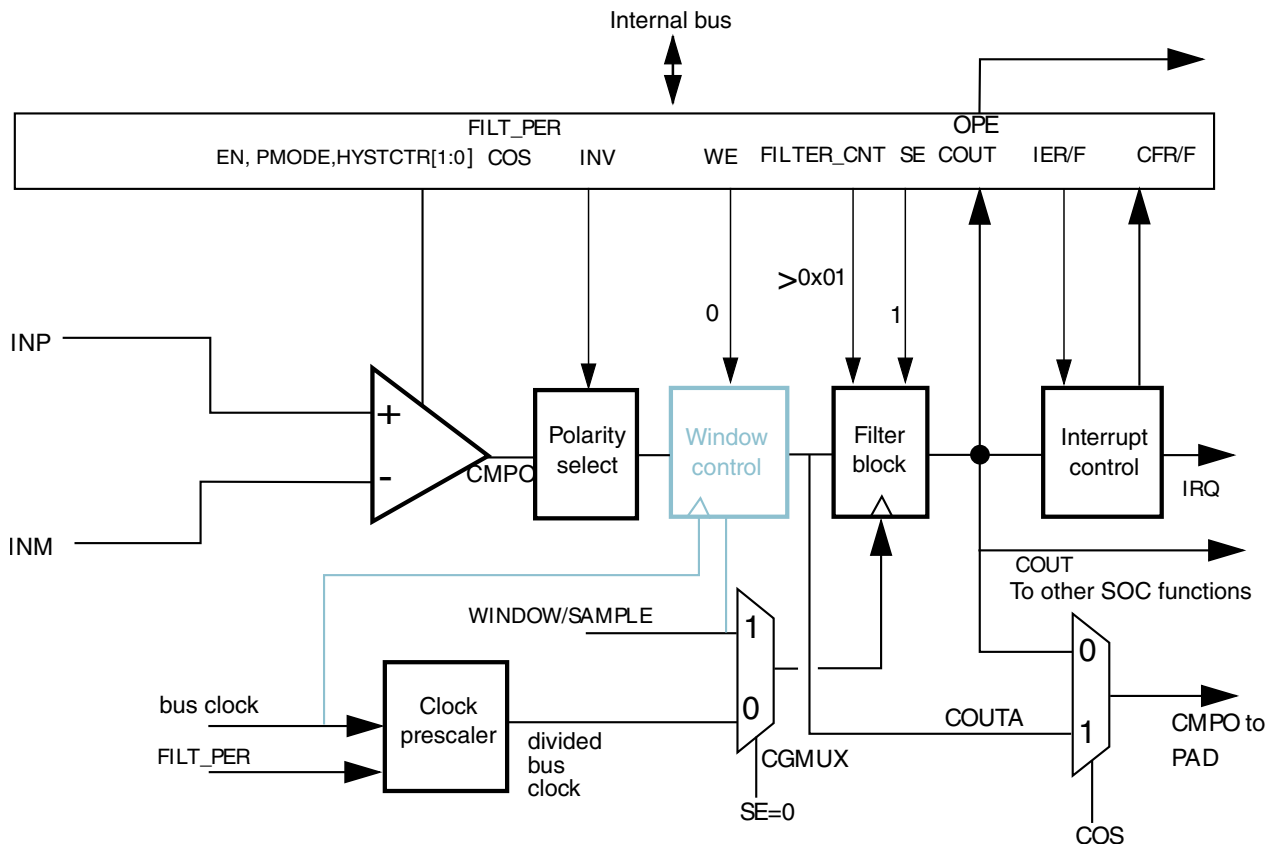 Internal bus
FILT_PER
OPE
EN, PMODE,HYSTCTR[1:0] COS INV WE FILTER_CNT SE COUT IER/F CFR/F
>0x01
0
1
INP
INM
+
-
CMPO
Polarity
select
Window
control
Filter
block
Interrupt
control
IRQ
COUT
To other SOC functions
WINDOW/SAMPLE
1
0
CGMUX
SE=0
bus clock
FILT_PER
Clock
prescaler
divided
bus
clock
COUTA
0
1
CMPO to
PAD
COS